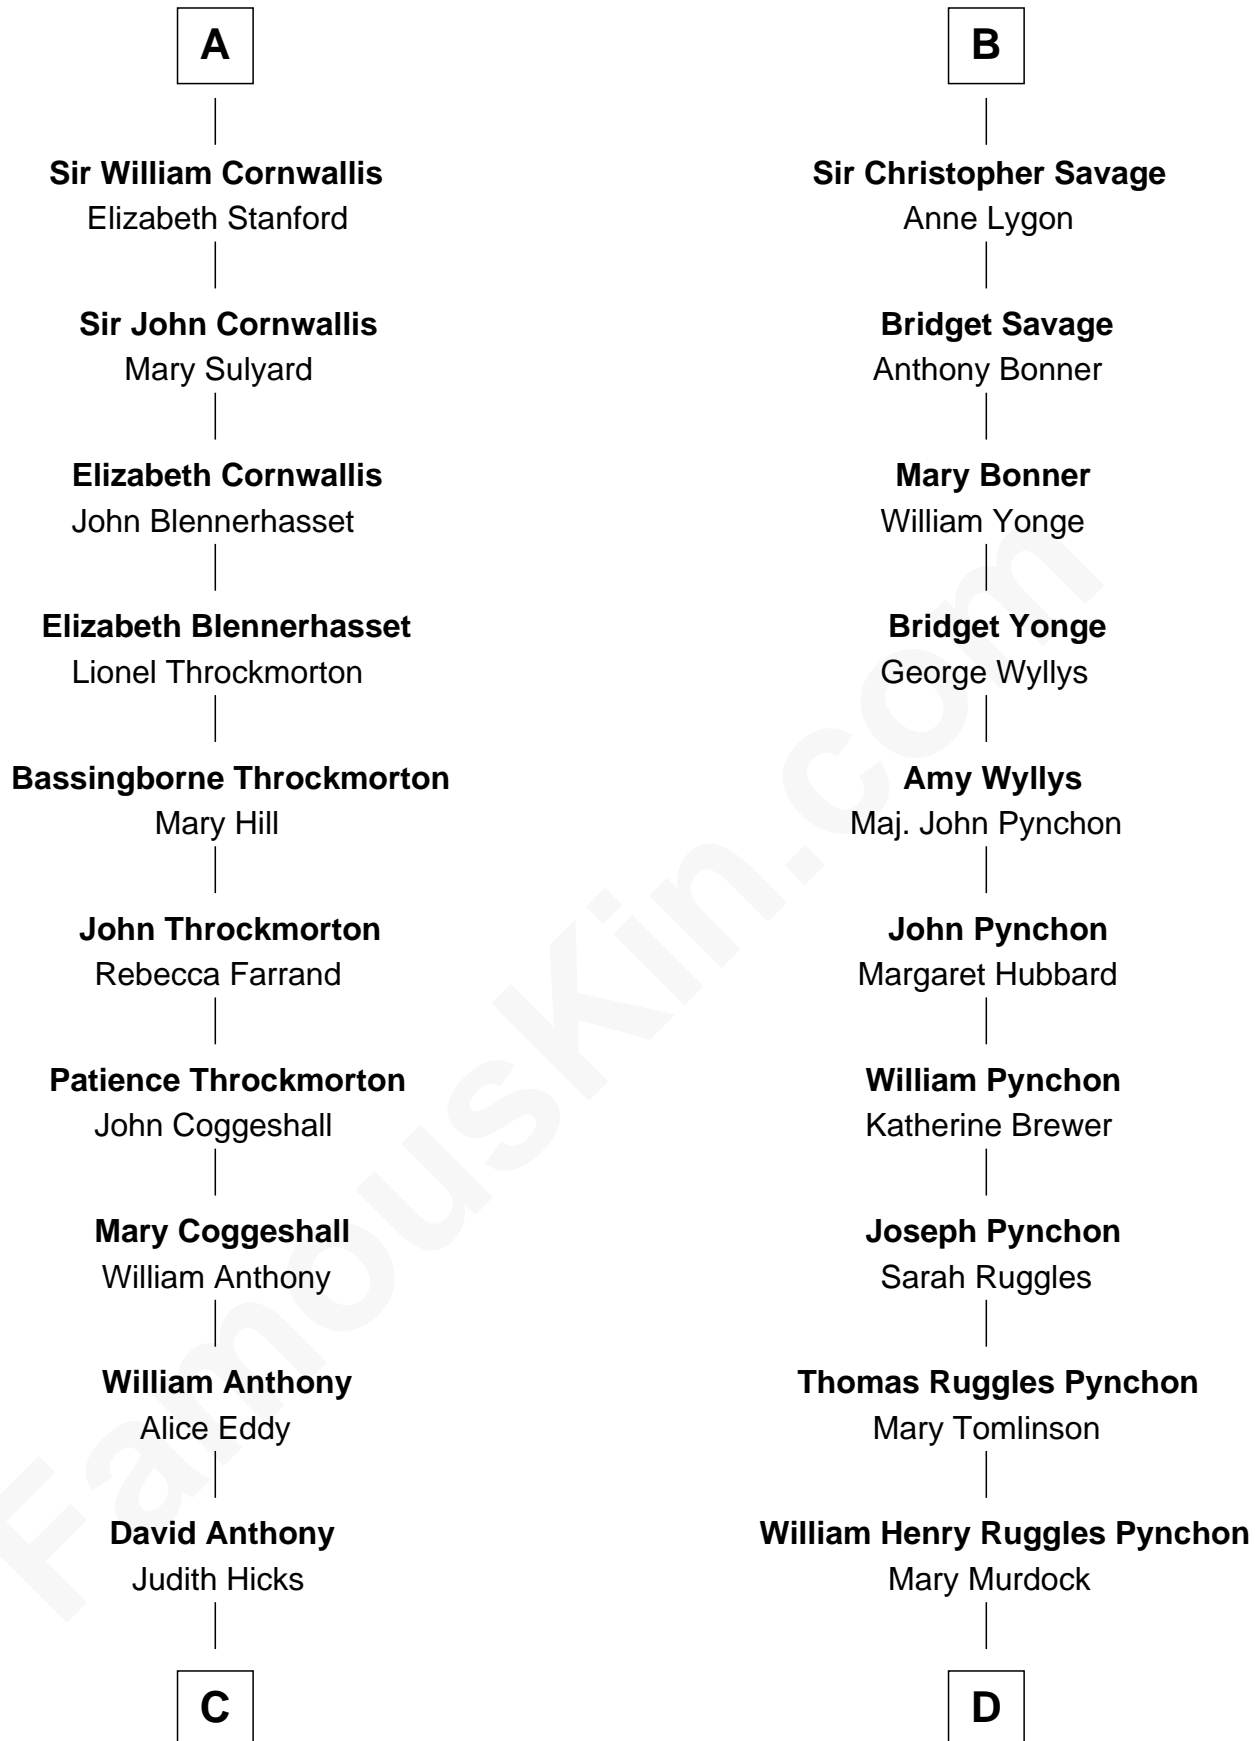 A
Sir William Cornwallis
Elizabeth Stanford
Sir John Cornwallis
Mary Sulyard
Elizabeth Cornwallis
John Blennerhasset
Elizabeth Blennerhasset
Lionel Throckmorton
Bassingborne Throckmorton
Mary Hill
John Throckmorton
Rebecca Farrand
Patience Throckmorton
John Coggeshall
Mary Coggeshall
William Anthony
William Anthony
Alice Eddy
David Anthony
Judith Hicks
C
B
Sir Christopher Savage
Anne Lygon
Bridget Savage
Anthony Bonner
Mary Bonner
William Yonge
Bridget Yonge
George Wyllys
Amy Wyllys
Maj. John Pynchon
John Pynchon
Margaret Hubbard
William Pynchon
Katherine Brewer
Joseph Pynchon
Sarah Ruggles
Thomas Ruggles Pynchon
Mary Tomlinson
William Henry Ruggles Pynchon
Mary Murdock
D
FamousKin.com